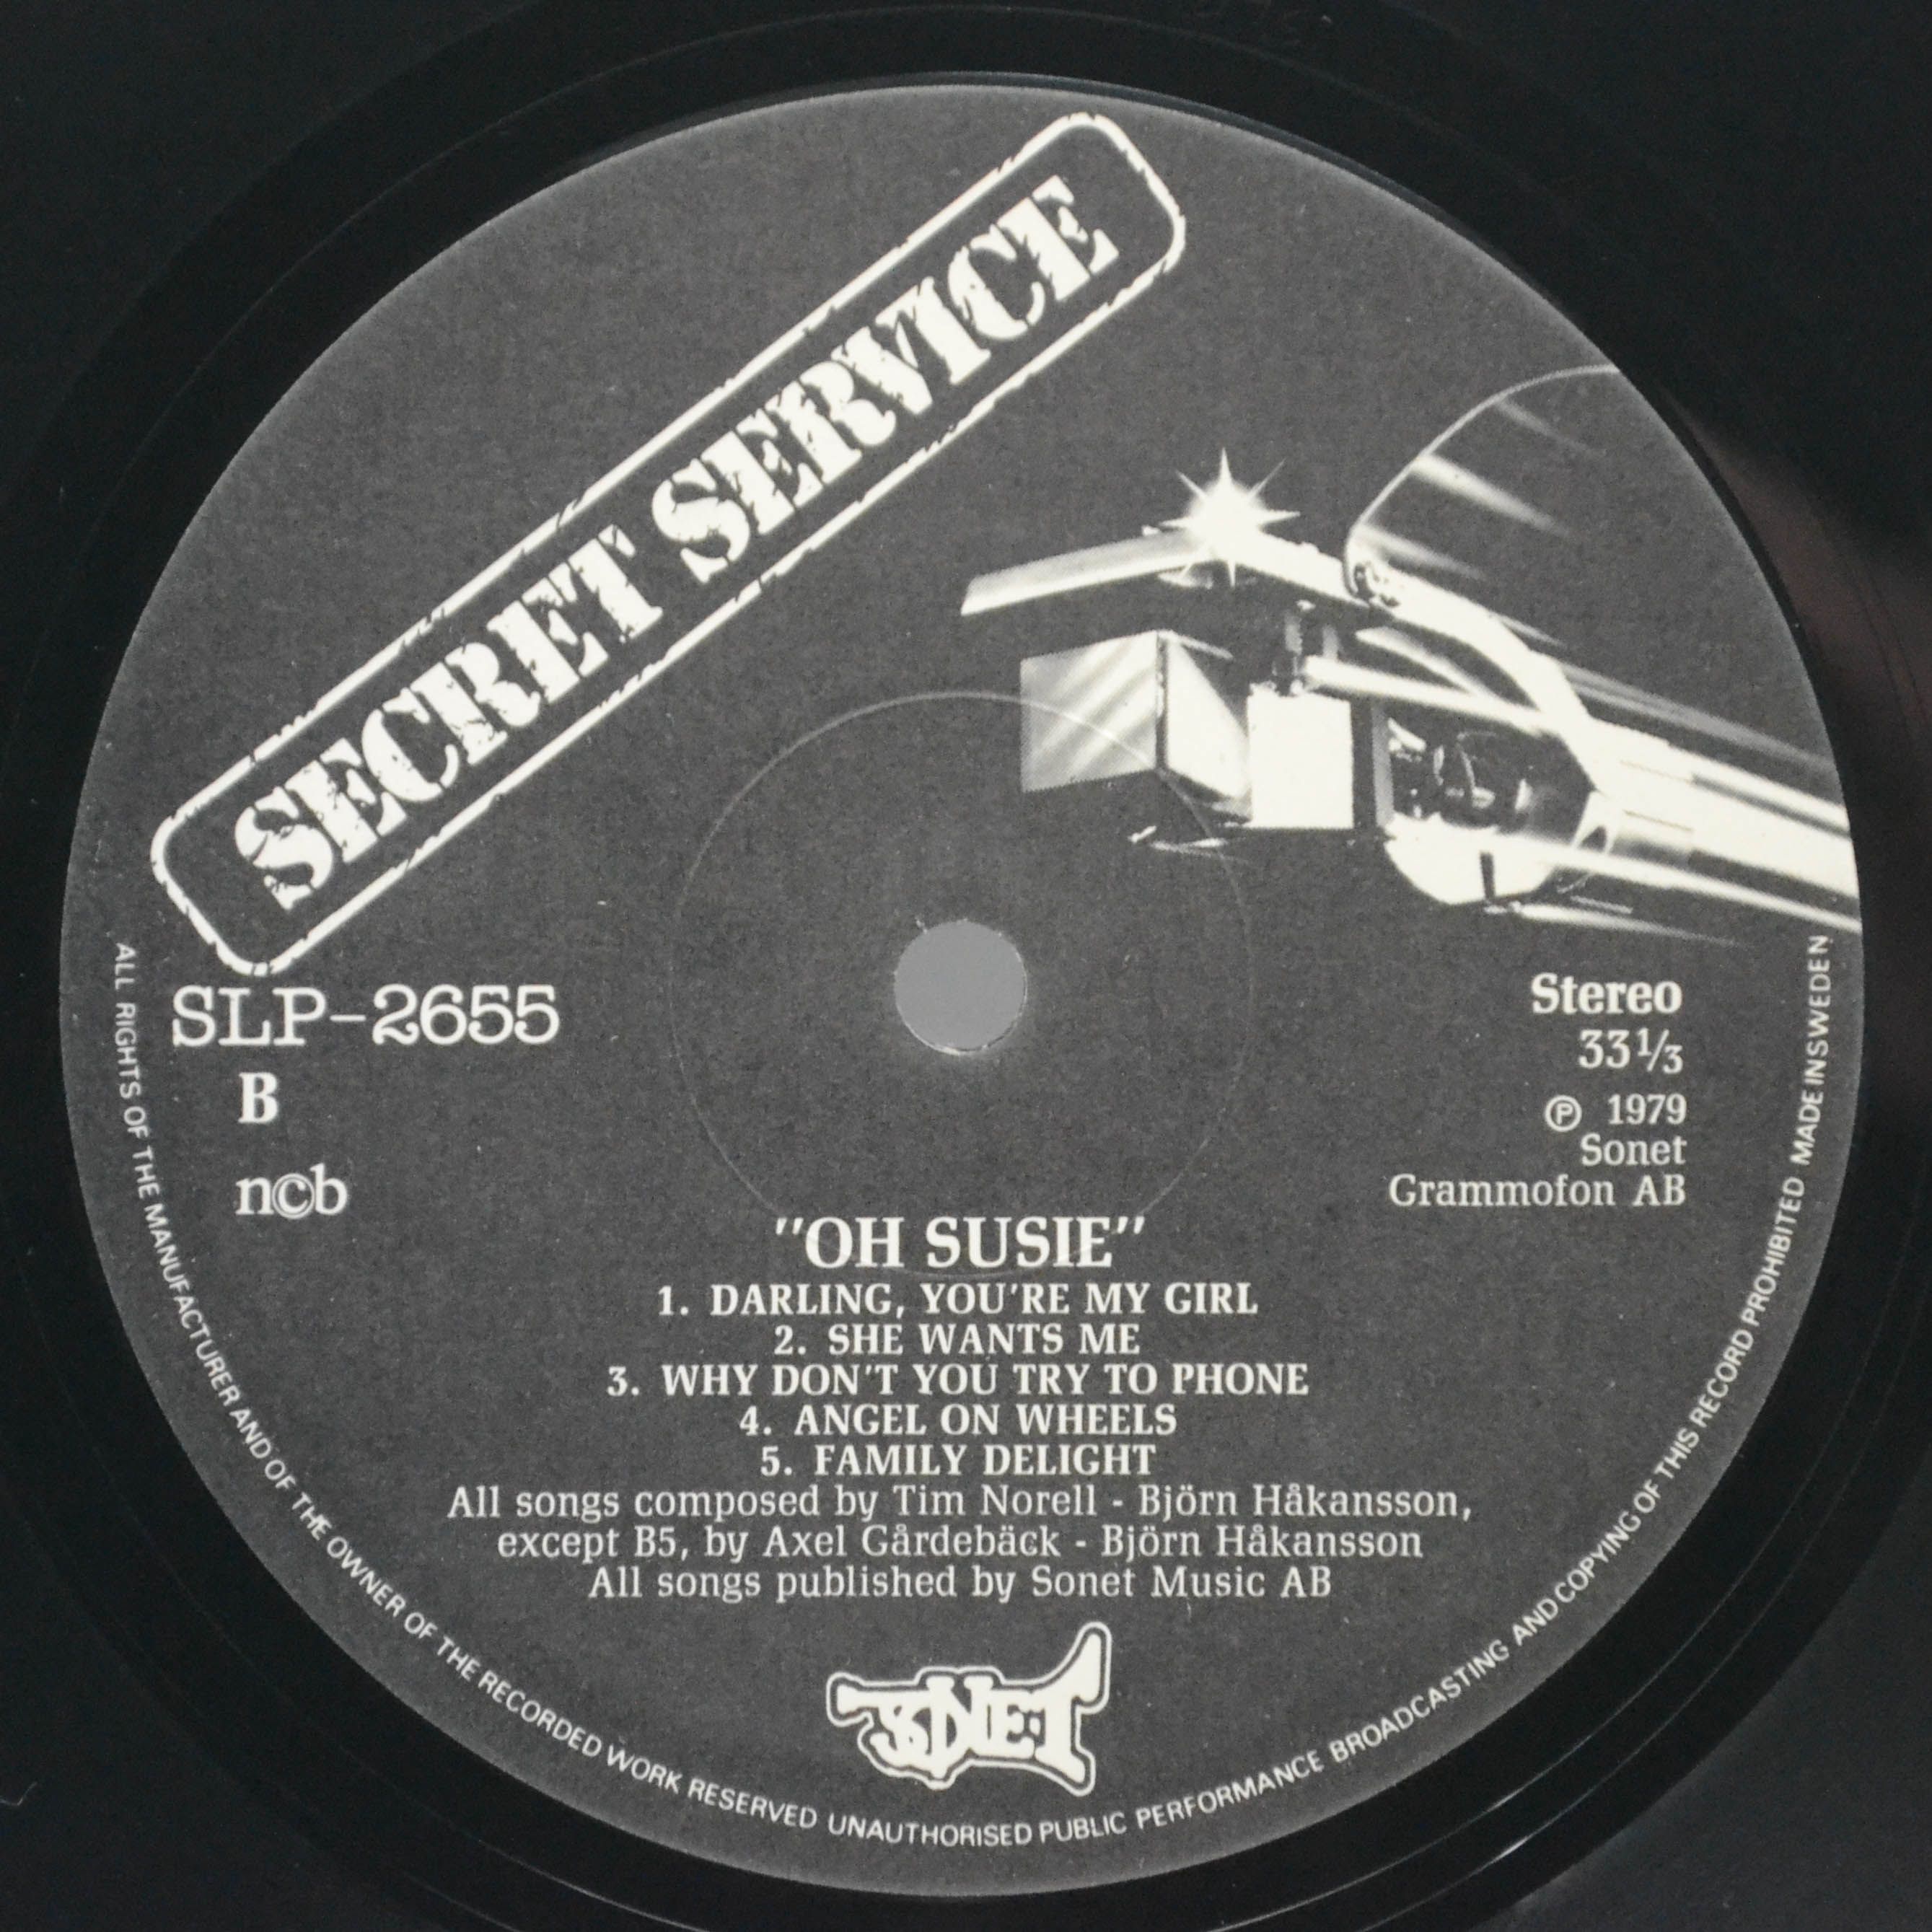 SECRET SERVICE
SLP-2655
B
n©b
Stereo
33⅓
℗ 1979
Sonet
Grammofon AB
"OH SUSIE"
1. DARLING, YOU'RE MY GIRL
2. SHE WANTS ME
3. WHY DON'T YOU TRY TO PHONE
4. ANGEL ON WHEELS
5. FAMILY DELIGHT
All songs composed by Tim Norell - Björn Håkansson,
except B5, by Axel Gårdebäck - Björn Håkansson
All songs published by Sonet Music AB
SONET
ALL RIGHTS OF THE MANUFACTURER AND OF THE OWNER OF THE RECORDED WORK RESERVED UNAUTHORISED PUBLIC PERFORMANCE BROADCASTING AND COPYING OF THIS RECORD PROHIBITED MADE IN SWEDEN